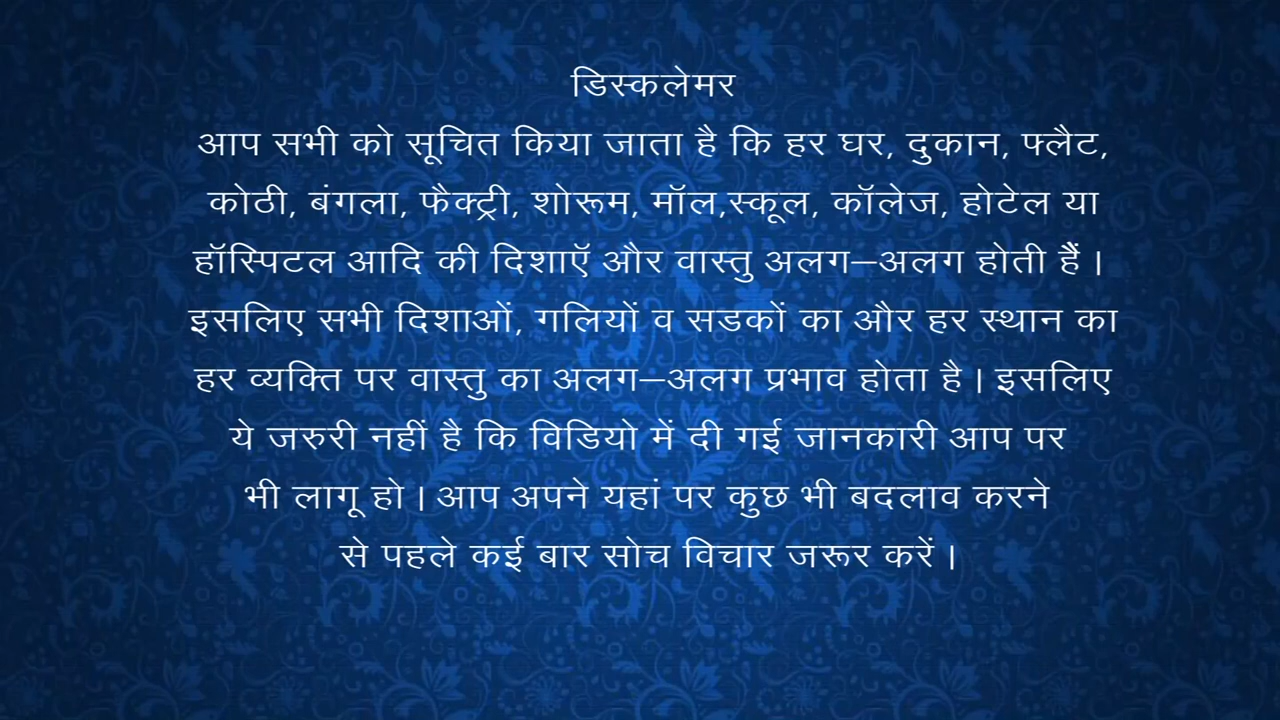 डिस्कलेमर
आप सभी को सूचित किया जाता है कि हर घर, दुकान, फ्लैट,
कोठी, बंगला, फैक्ट्री, शोरूम, मॉल,स्कूल, कॉलेज, होटेल या
हॉस्पिटल आदि की दिशाऍ और वास्तु अलग–अलग होती हैं ।
इसलिए सभी दिशाओं, गलियों व सडकों का और हर स्थान का
हर व्यक्ति पर वास्तु का अलग–अलग प्रभाव होता है । इसलिए
ये जरुरी नहीं है कि विडियो में दी गई जानकारी आप पर
भी लागू हो । आप अपने यहां पर कुछ भी बदलाव करने
से पहले कई बार सोच विचार जरूर करें ।